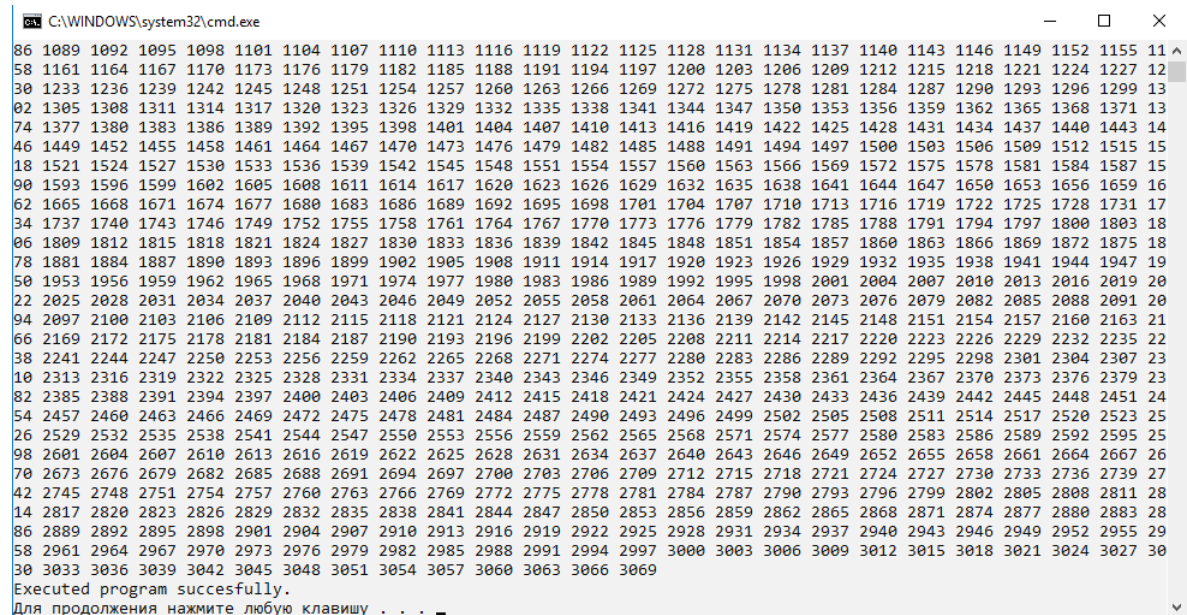 C:\WINDOWS\system32\cmd.exe
86 1089 1092 1095 1098 1101 1104 1107 1110 1113 1116 1119 1122 1125 1128 1131 1134 1137 1140 1143 1146 1149 1152 1155 11
58 1161 1164 1167 1170 1173 1176 1179 1182 1185 1188 1191 1194 1197 1200 1203 1206 1209 1212 1215 1218 1221 1224 1227 12
30 1233 1236 1239 1242 1245 1248 1251 1254 1257 1260 1263 1266 1269 1272 1275 1278 1281 1284 1287 1290 1293 1296 1299 13
02 1305 1308 1311 1314 1317 1320 1323 1326 1329 1332 1335 1338 1341 1344 1347 1350 1353 1356 1359 1362 1365 1368 1371 13
74 1377 1380 1383 1386 1389 1392 1395 1398 1401 1404 1407 1410 1413 1416 1419 1422 1425 1428 1431 1434 1437 1440 1443 14
46 1449 1452 1455 1458 1461 1464 1467 1470 1473 1476 1479 1482 1485 1488 1491 1494 1497 1500 1503 1506 1509 1512 1515 15
18 1521 1524 1527 1530 1533 1536 1539 1542 1545 1548 1551 1554 1557 1560 1563 1566 1569 1572 1575 1578 1581 1584 1587 15
90 1593 1596 1599 1602 1605 1608 1611 1614 1617 1620 1623 1626 1629 1632 1635 1638 1641 1644 1647 1650 1653 1656 1659 16
62 1665 1668 1671 1674 1677 1680 1683 1686 1689 1692 1695 1698 1701 1704 1707 1710 1713 1716 1719 1722 1725 1728 1731 17
34 1737 1740 1743 1746 1749 1752 1755 1758 1761 1764 1767 1770 1773 1776 1779 1782 1785 1788 1791 1794 1797 1800 1803 18
06 1809 1812 1815 1818 1821 1824 1827 1830 1833 1836 1839 1842 1845 1848 1851 1854 1857 1860 1863 1866 1869 1872 1875 18
78 1881 1884 1887 1890 1893 1896 1899 1902 1905 1908 1911 1914 1917 1920 1923 1926 1929 1932 1935 1938 1941 1944 1947 19
50 1953 1956 1959 1962 1965 1968 1971 1974 1977 1980 1983 1986 1989 1992 1995 1998 2001 2004 2007 2010 2013 2016 2019 20
22 2025 2028 2031 2034 2037 2040 2043 2046 2049 2052 2055 2058 2061 2064 2067 2070 2073 2076 2079 2082 2085 2088 2091 20
94 2097 2100 2103 2106 2109 2112 2115 2118 2121 2124 2127 2130 2133 2136 2139 2142 2145 2148 2151 2154 2157 2160 2163 21
66 2169 2172 2175 2178 2181 2184 2187 2190 2193 2196 2199 2202 2205 2208 2211 2214 2217 2220 2223 2226 2229 2232 2235 22
38 2241 2244 2247 2250 2253 2256 2259 2262 2265 2268 2271 2274 2277 2280 2283 2286 2289 2292 2295 2298 2301 2304 2307 23
10 2313 2316 2319 2322 2325 2328 2331 2334 2337 2340 2343 2346 2349 2352 2355 2358 2361 2364 2367 2370 2373 2376 2379 23
82 2385 2388 2391 2394 2397 2400 2403 2406 2409 2412 2415 2418 2421 2424 2427 2430 2433 2436 2439 2442 2445 2448 2451 24
54 2457 2460 2463 2466 2469 2472 2475 2478 2481 2484 2487 2490 2493 2496 2499 2502 2505 2508 2511 2514 2517 2520 2523 25
26 2529 2532 2535 2538 2541 2544 2547 2550 2553 2556 2559 2562 2565 2568 2571 2574 2577 2580 2583 2586 2589 2592 2595 25
98 2601 2604 2607 2610 2613 2616 2619 2622 2625 2628 2631 2634 2637 2640 2643 2646 2649 2652 2655 2658 2661 2664 2667 26
70 2673 2676 2679 2682 2685 2688 2691 2694 2697 2700 2703 2706 2709 2712 2715 2718 2721 2724 2727 2730 2733 2736 2739 27
42 2745 2748 2751 2754 2757 2760 2763 2766 2769 2772 2775 2778 2781 2784 2787 2790 2793 2796 2799 2802 2805 2808 2811 28
14 2817 2820 2823 2826 2829 2832 2835 2838 2841 2844 2847 2850 2853 2856 2859 2862 2865 2868 2871 2874 2877 2880 2883 28
86 2889 2892 2895 2898 2901 2904 2907 2910 2913 2916 2919 2922 2925 2928 2931 2934 2937 2940 2943 2946 2949 2952 2955 29
58 2961 2964 2967 2970 2973 2976 2979 2982 2985 2988 2991 2994 2997 3000 3003 3006 3009 3012 3015 3018 3021 3024 3027 30
30 3033 3036 3039 3042 3045 3048 3051 3054 3057 3060 3063 3066 3069
Executed program succesfully.
Для продолжения нажмите любую клавишу . . .